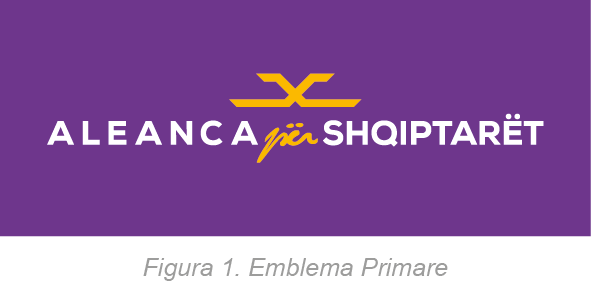 ALEANCA për SHQIPTARËT
Figura 1. Emblema Primare